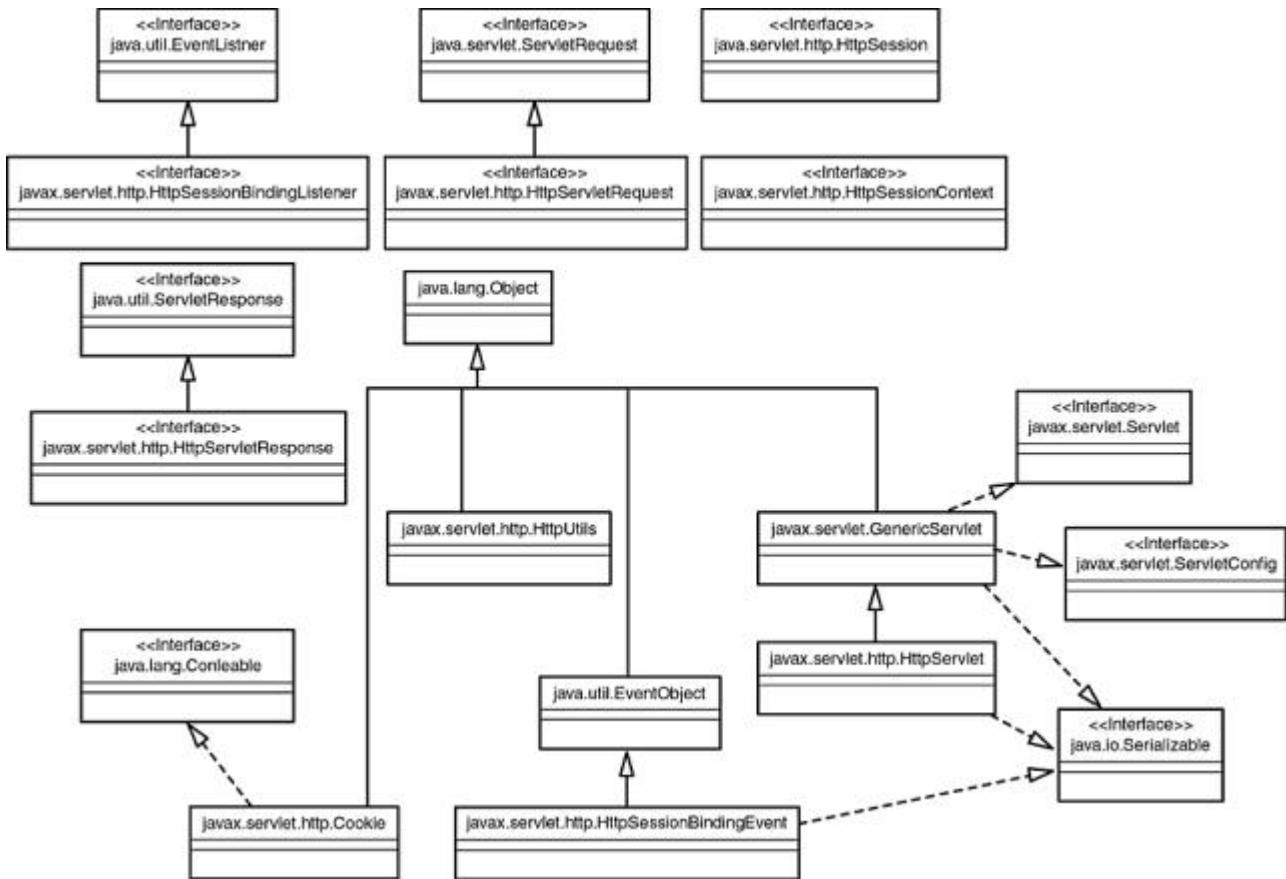 <<Interface>>
java.util.EventListner
<<Interface>>
java.servlet.ServletRequest
<<Interface>>
java.servlet.http.HttpSession
<<Interface>>
javax.servlet.http.HttpSessionBindingListener
<<Interface>>
javax.servlet.http.HttpServletRequest
<<Interface>>
javax.servlet.http.HttpSessionContext
<<Interface>>
java.util.ServletResponse
java.lang.Object
<<Interface>>
javax.servlet.http.HttpServletResponse
<<Interface>>
javax.servlet.Servlet
javax.servlet.http.HttpUtils
javax.servlet.GenericServlet
<<Interface>>
javax.servlet.ServletConfig
<<Interface>>
java.lang.Conleable
javax.servlet.http.HttpServlet
java.util.EventObject
<<Interface>>
java.io.Serializable
javax.servlet.http.Cookie
javax.servlet.http.HttpSessionBindingEvent